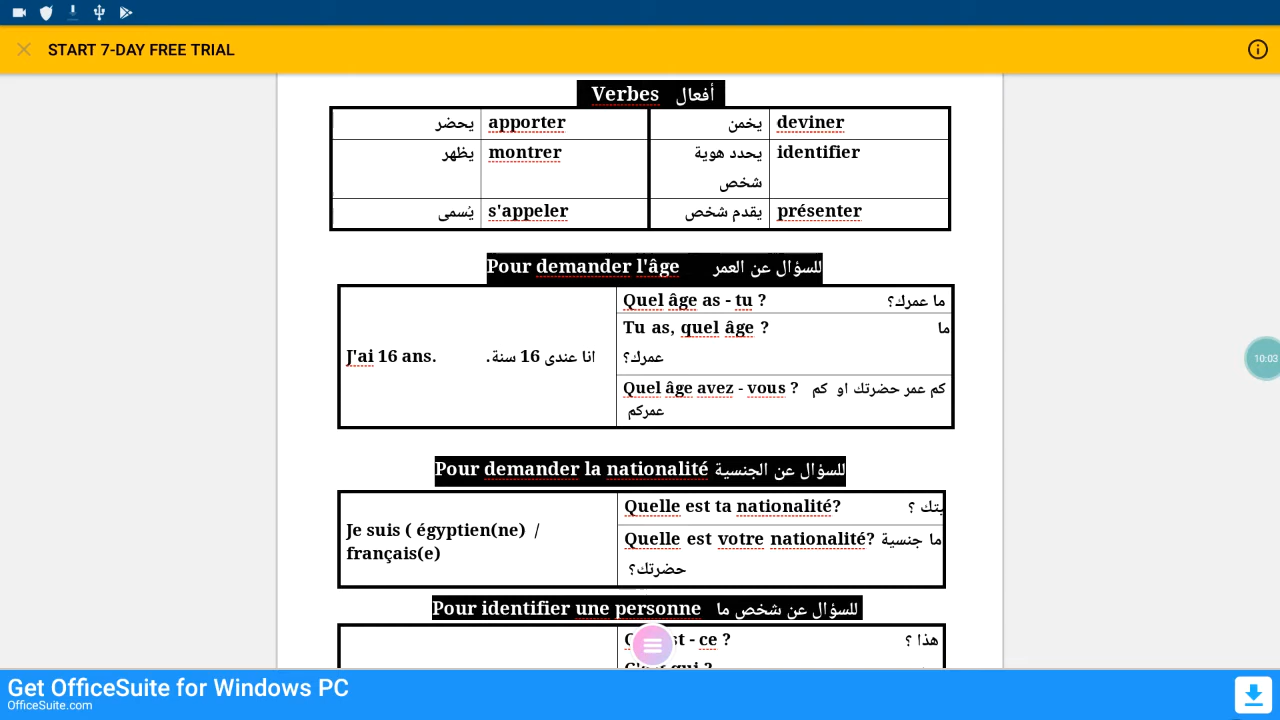 START 7-DAY FREE TRIAL
Verbes أفعال
يحضر apporter يخمن deviner
يظهر montrer يحدد هوية identifier
شخص
يُسمى s'appeler يقدم شخص présenter
Pour demander l'âge للسؤال عن العمر
Quel âge as - tu ? ما عمرك؟
Tu as, quel âge ? ما
J'ai 16 ans. انا عندى 16 سنة.
عمرك؟
Quel âge avez - vous ? كم عمر حضرتك او كم
عمركم
Pour demander la nationalité للسؤال عن الجنسية
Quelle est ta nationalité? يتك ؟
Je suis ( égyptien(ne) /
français(e)
Quelle est votre nationalité? ما جنسية
حضرتك؟
Pour identifier une personne للسؤال عن شخص ما
st - ce ? هذا ؟
C'est qui ?
10:03
Get OfficeSuite for Windows PC
OfficeSuite.com